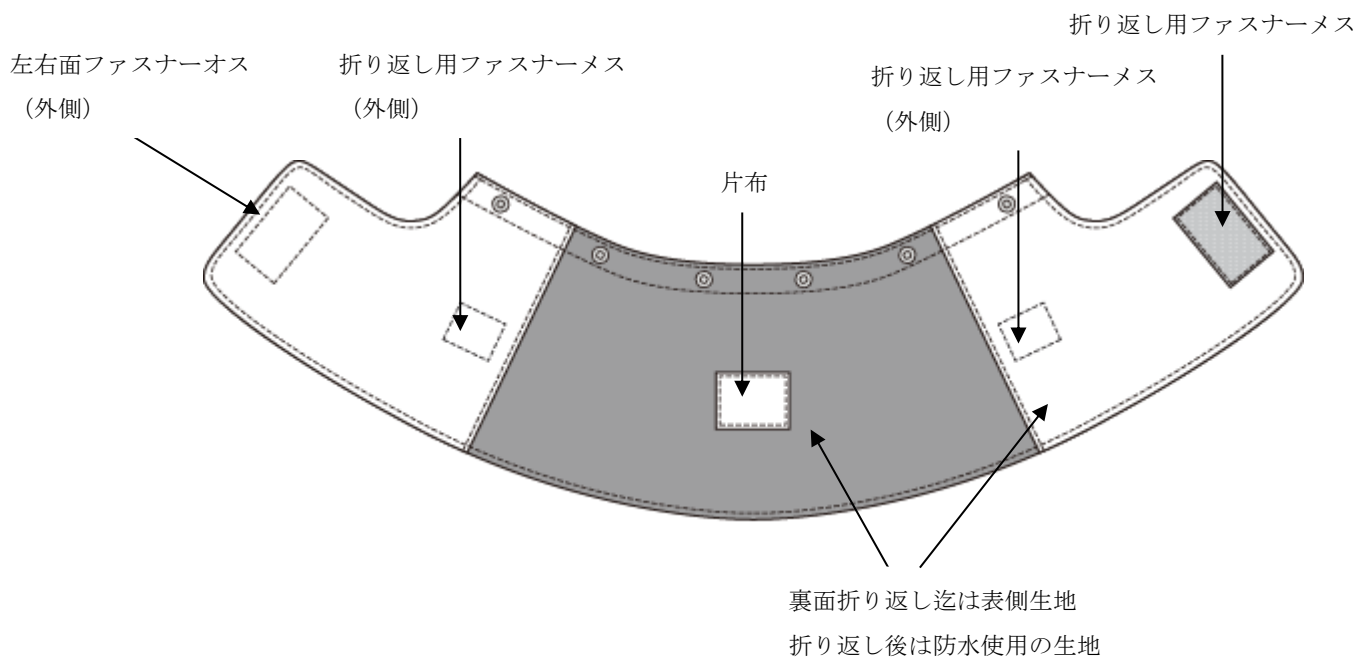 折り返し用ファスナーメス
左右面ファスナーオス
（外側）
折り返し用ファスナーメス
（外側）
折り返し用ファスナーメス
（外側）
片布
裏面折り返し迄は表側生地
折り返し後は防水使用の生地